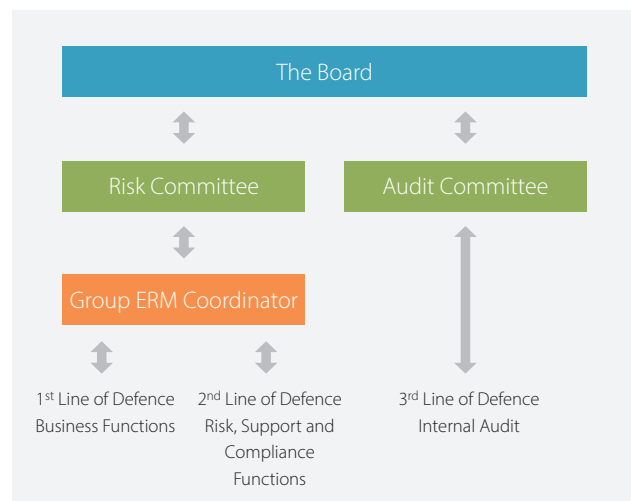 The Board
Risk Committee
Audit Committee
Group ERM Coordinator
1st Line of Defence
Business Functions
2nd Line of Defence
Risk, Support and
Compliance
Functions
3rd Line of Defence
Internal Audit